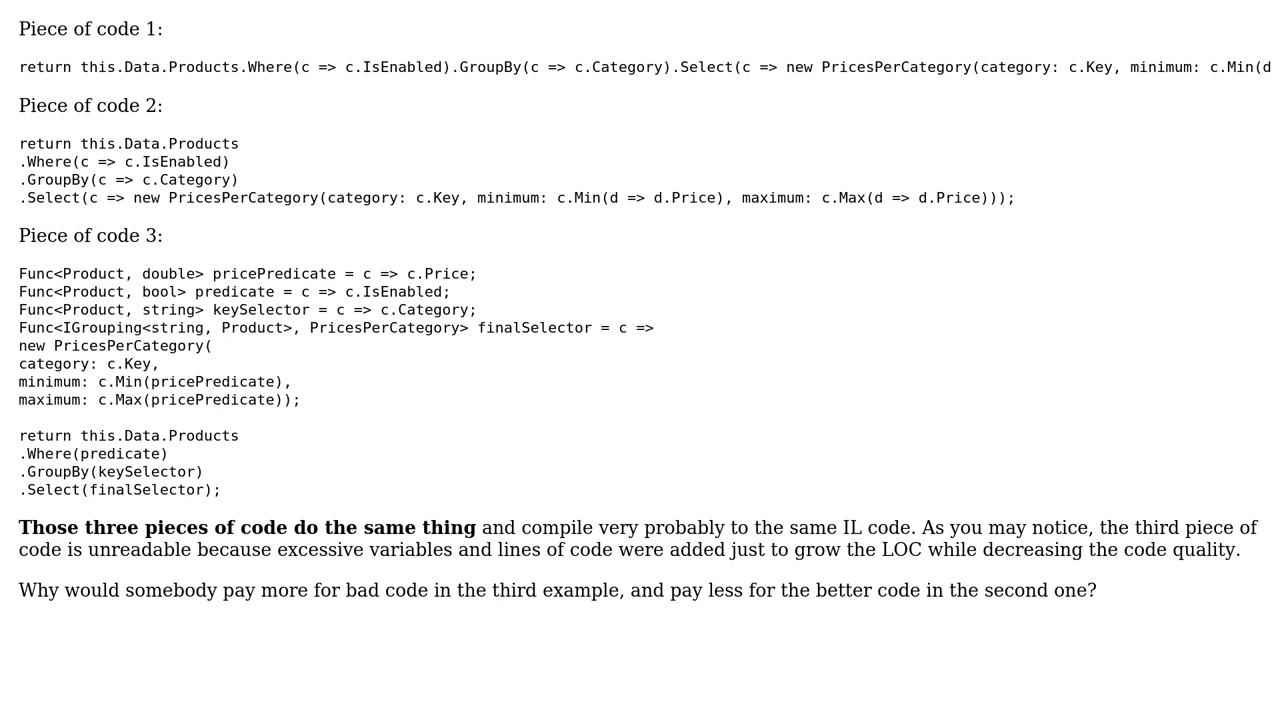 Piece of code 1:
return this.Data.Products.Where(c => c.IsEnabled).GroupBy(c => c.Category).Select(c => new PricesPerCategory(category: c.Key, minimum: c.Min(d
Piece of code 2:
return this.Data.Products
.Where(c => c.IsEnabled)
.GroupBy(c => c.Category)
.Select(c => new PricesPerCategory(category: c.Key, minimum: c.Min(d => d.Price), maximum: c.Max(d => d.Price)));
Piece of code 3:
Func<Product, double> pricePredicate = c => c.Price;
Func<Product, bool> predicate = c => c.IsEnabled;
Func<Product, string> keySelector = c => c.Category;
Func<IGrouping<string, Product>, PricesPerCategory> finalSelector = c =>
new PricesPerCategory(
category: c.Key,
minimum: c.Min(pricePredicate),
maximum: c.Max(pricePredicate));
return this.Data.Products
.Where(predicate)
.GroupBy(keySelector)
.Select(finalSelector);
Those three pieces of code do the same thing and compile very probably to the same IL code. As you may notice, the third piece of
code is unreadable because excessive variables and lines of code were added just to grow the LOC while decreasing the code quality.
Why would somebody pay more for bad code in the third example, and pay less for the better code in the second one?